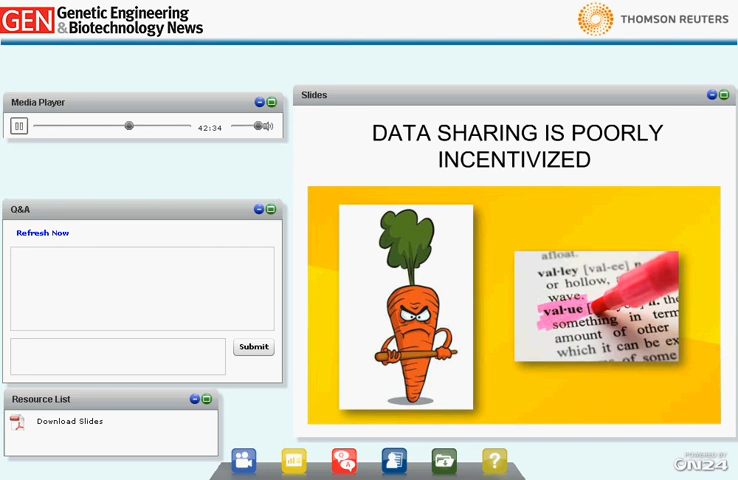 GEN Genetic Engineering
& Biotechnology News
THOMSON REUTERS
Media Player
42:34
Slides
DATA SHARING IS POORLY
INCENTIVIZED
afloat.
val·ley [val-ee] n.
or hollow,
wave.
val·ue
something in term
amount of other
which it can be ex
of some
Q&A
Refresh Now
Submit
Resource List
Download Slides
Q
A
?
POWERED BY
ON24